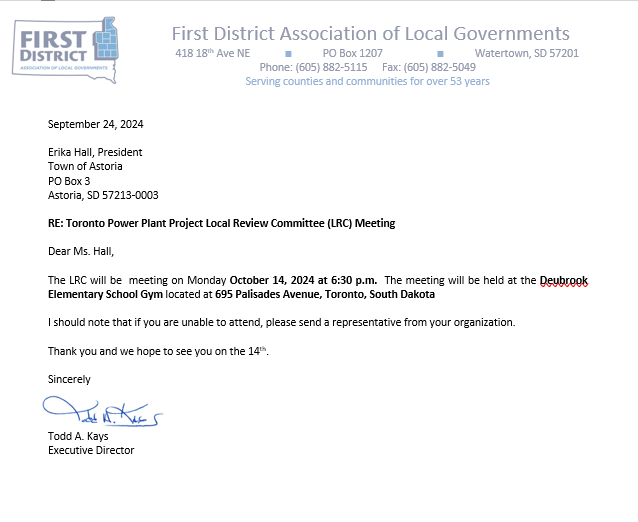 FIRST
DISTRICT
ASSOCIATION OF LOCAL GOVERNMENTS
First District Association of Local Governments
418 18th Ave NE ■ PO Box 1207 ■ Watertown, SD 57201
Phone: (605) 882-5115 Fax: (605) 882-5049
Serving counties and communities for over 53 years
September 24, 2024
Erika Hall, President
Town of Astoria
PO Box 3
Astoria, SD 57213-0003
RE: Toronto Power Plant Project Local Review Committee (LRC) Meeting
Dear Ms. Hall,
The LRC will be meeting on Monday October 14, 2024 at 6:30 p.m. The meeting will be held at the Deubrook
Elementary School Gym located at 695 Palisades Avenue, Toronto, South Dakota
I should note that if you are unable to attend, please send a representative from your organization.
Thank you and we hope to see you on the 14th.
Sincerely
Todd A. Kays
Todd A. Kays
Executive Director